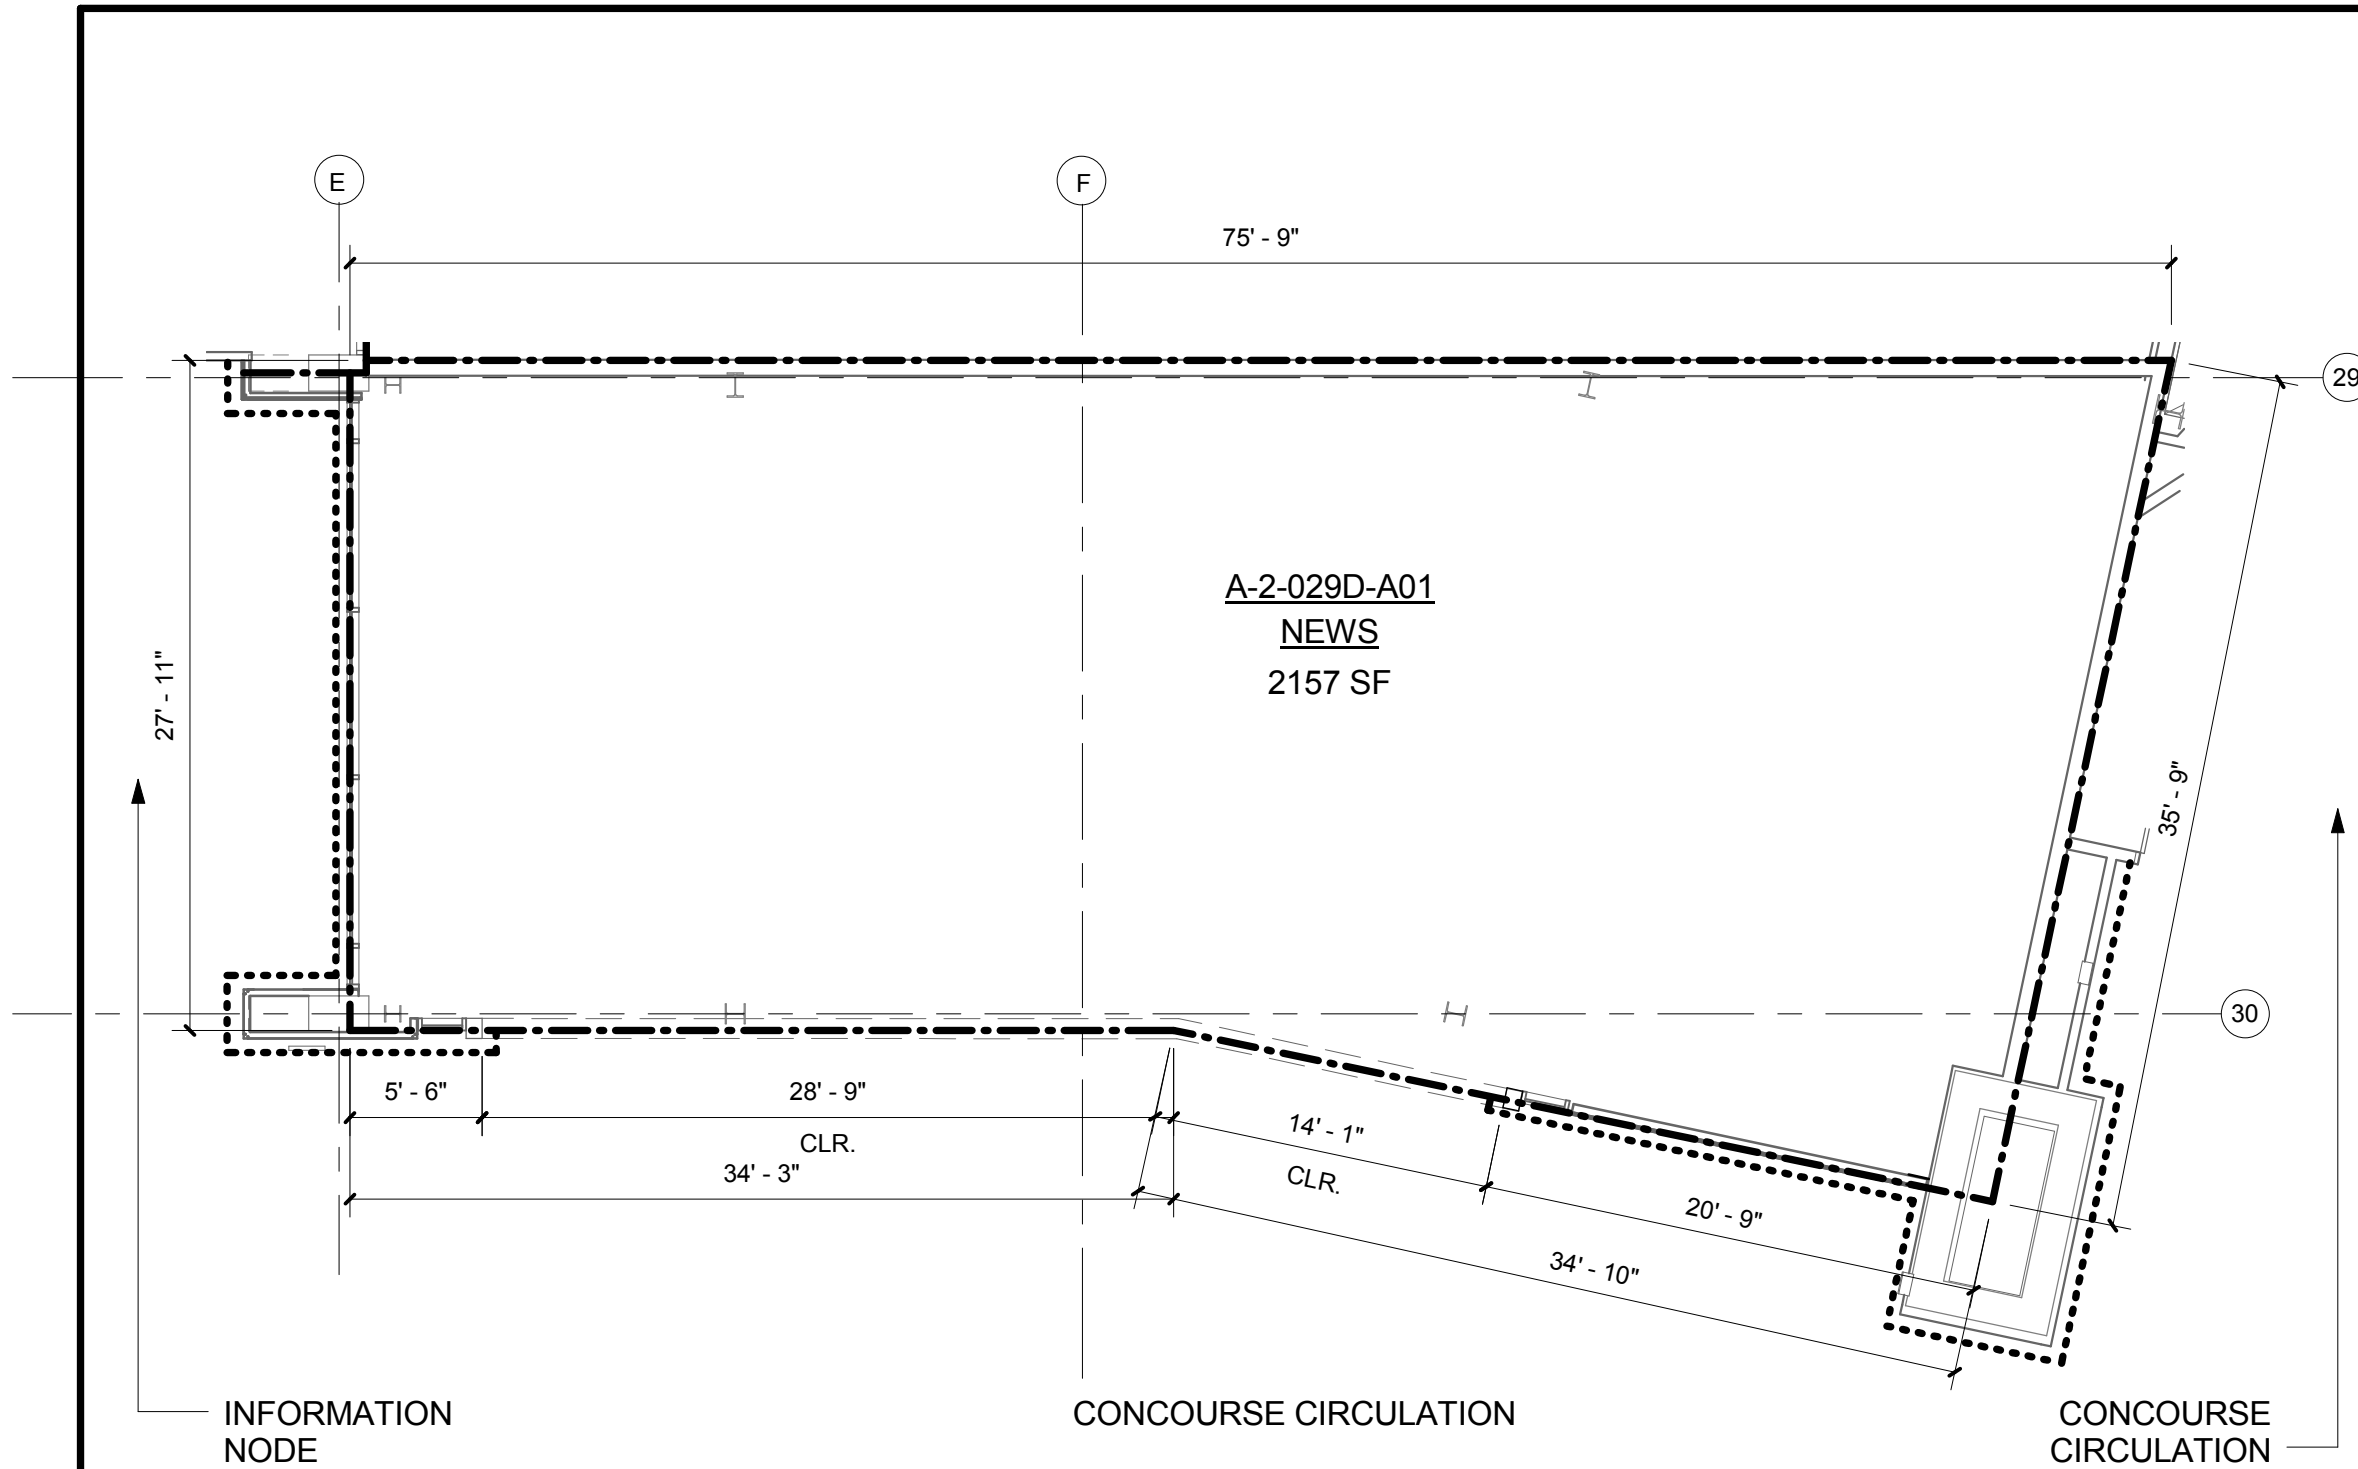 E
F
75' - 9"
29
A-2-029D-A01
NEWS
2157 SF
27' - 11"
35' - 9"
30
5' - 6"
28' - 9"
CLR.
34' - 3"
14' - 1"
CLR.
20' - 9"
34' - 10"
INFORMATION
NODE
CONCOURSE CIRCULATION
CONCOURSE
CIRCULATION